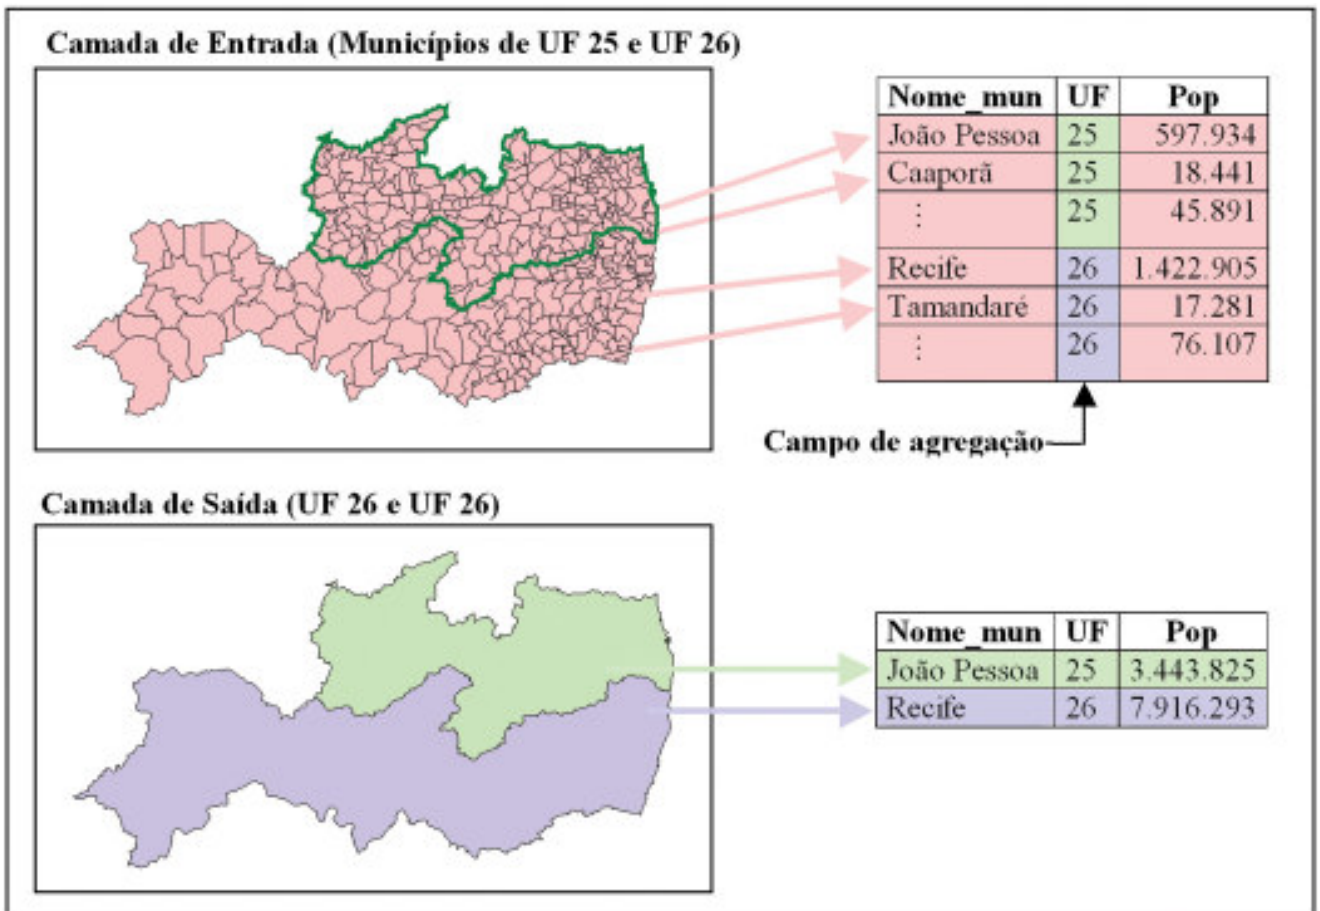 Camada de Entrada (Municípios de UF 25 e UF 26)
Nome_mun UF Pop
João Pessoa 25 597.934
Caaporã 25 18.441
⋮ 25 45.891
Recife 26 1.422.905
Tamandaré 26 17.281
⋮ 26 76.107
Campo de agregação
Camada de Saída (UF 26 e UF 26)
Nome_mun UF Pop
João Pessoa 25 3.443.825
Recife 26 7.916.293